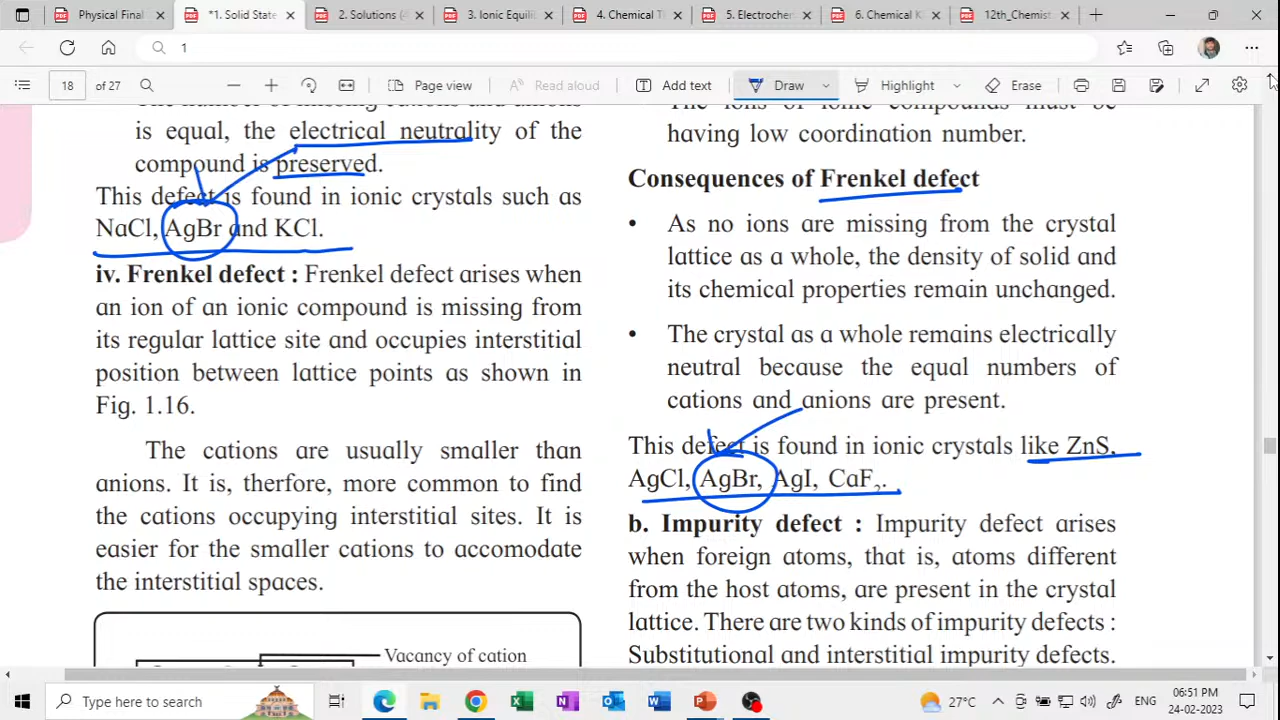 Physical Final
*1. Solid State
2. Solutions (4
3. Ionic Equili
4. Chemical T
5. Electrocher
6. Chemical K
12th_Chemist
1
18 of 27
Page view
Read aloud
Add text
Draw
Highlight
Erase
is equal, the electrical neutrality of the
compound is preserved.
This defect is found in ionic crystals such as
NaCl, AgBr and KCl.
iv. Frenkel defect : Frenkel defect arises when
an ion of an ionic compound is missing from
its regular lattice site and occupies interstitial
position between lattice points as shown in
Fig. 1.16.
The cations are usually smaller than
anions. It is, therfore, more common to find
the cations occupying interstitial sites. It is
easier for the smaller cations to accomodate
the interstitial spaces.
Vacancy of cation
The ions of ionic compounds must be
having low coordination number.
Consequences of Frenkel defect
• As no ions are missing from the crystal
lattice as a whole, the density of solid and
its chemical properties remain unchanged.
• The crystal as a whole remains electrically
neutral because the equal numbers of
cations and anions are present.
This defect is found in ionic crystals like ZnS,
AgCl, AgBr, AgI, CaF₂.
b. Impurity defect : Impurity defect arises
when foreign atoms, that is, atoms different
from the host atoms, are present in the crystal
lattice. There are two kinds of impurity defects :
Substitutional and interstitial impurity defects.
Type here to search
27°C
06:51 PM
24-02-2023